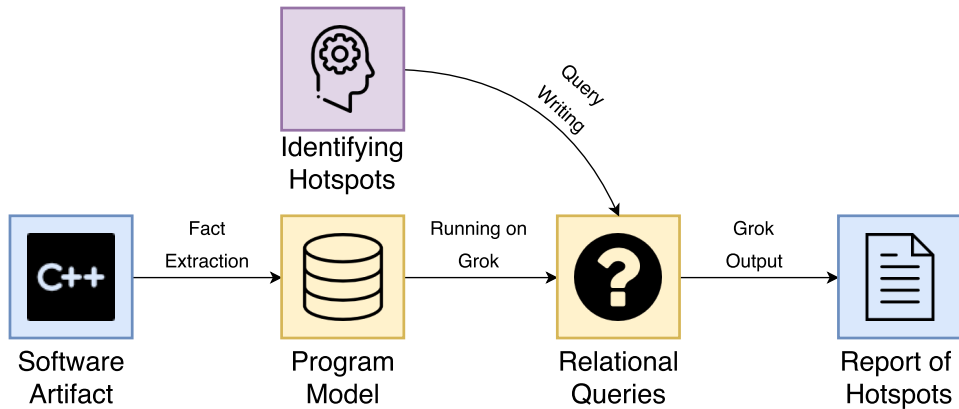 Identifying
Hotspots
Query
Writing
Fact
Extraction
Running on
Grok
Grok
Output
C++
?
Software
Artifact
Program
Model
Relational
Queries
Report of
Hotspots